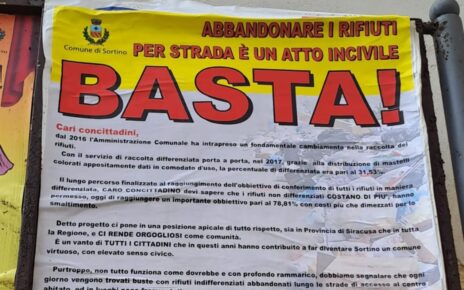 Comune di Sortino
ABBANDONARE I RIFIUTI
PER STRADA È UN ATTO INCIVILE
BASTA!
Cari concittadini,
dal 2016 l'Amministrazione Comunale ha intrapreso un fondamentale cambiamento nella raccolta dei
rifiuti.
Con il servizio di raccolta differenziata porta a porta, nel 2017, grazie alla distribuzione di mastelli
colorati appositamente dati in comodato d'uso, la percentuale di differenziata era pari al 31,53%.
Il lungo percorso finalizzato al raggiungimento dell'obiettivo di conferimento di tutti i rifiuti in maniera
differenziata, CARO CONCITTADINO devi sapere che i rifiuti non differenziati COSTANO DI PIU', hanno
permesso, oggi di raggiungere un importante obiettivo pari al 78,81% con costi più che dimezzati per lo
smaltimento.
Detto progetto ci pone in una posizione apicale di tutto rispetto, sia in Provincia di Siracusa che in tutta
la Regione, e CI RENDE ORGOGLIOSI come comunità.
È un vanto di TUTTI I CITTADINI che in questi anni hanno contribuito a far diventare Sortino un comune
virtuoso, con elevato senso civico.
Purtroppo, non tutto funziona come dovrebbe e con profondo rammarico, dobbiamo segnalare che ogni
giorno vengono trovati buste con rifiuti indifferenziati abbandonati lungo le strade di accesso al centro